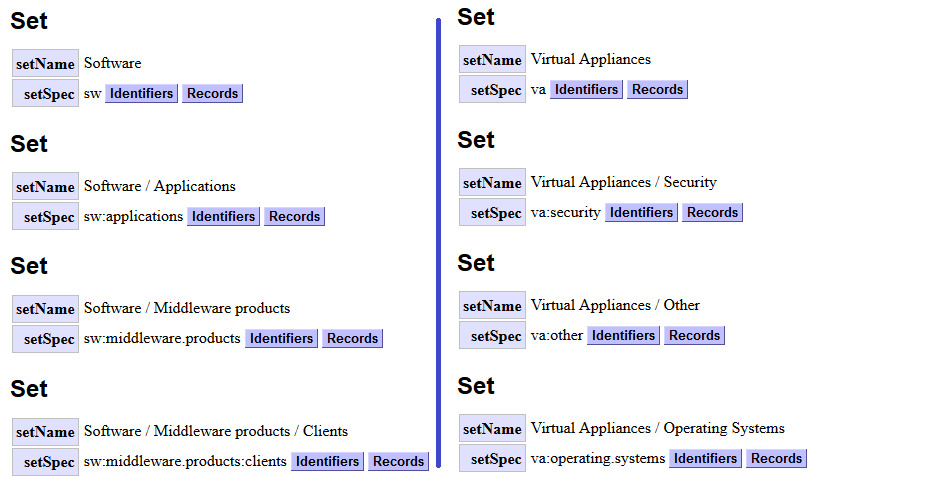 Set
setName Software
setSpec sw Identifiers Records
Set
setName Software / Applications
setSpec sw:applications Identifiers Records
Set
setName Software / Middleware products
setSpec sw:middleware.products Identifiers Records
Set
setName Software / Middleware products / Clients
setSpec sw:middleware.products:clients Identifiers Records
Set
setName Virtual Appliances
setSpec va Identifiers Records
Set
setName Virtual Appliances / Security
setSpec va:security Identifiers Records
Set
setName Virtual Appliances / Other
setSpec va:other Identifiers Records
Set
setName Virtual Appliances / Operating Systems
setSpec va:operating.systems Identifiers Records